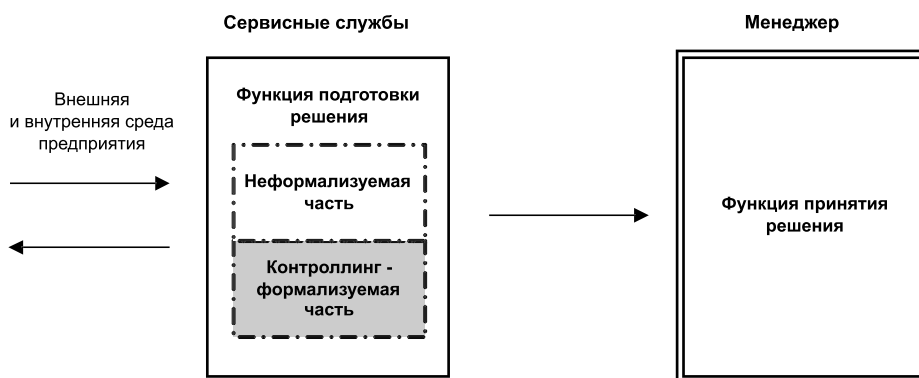 Сервисные службы
Менеджер
Внешняя
и внутренняя среда
предприятия
Функция подготовки
решения
Неформализуемая
часть
Контроллинг -
формализуемая
часть
Функция принятия
решения